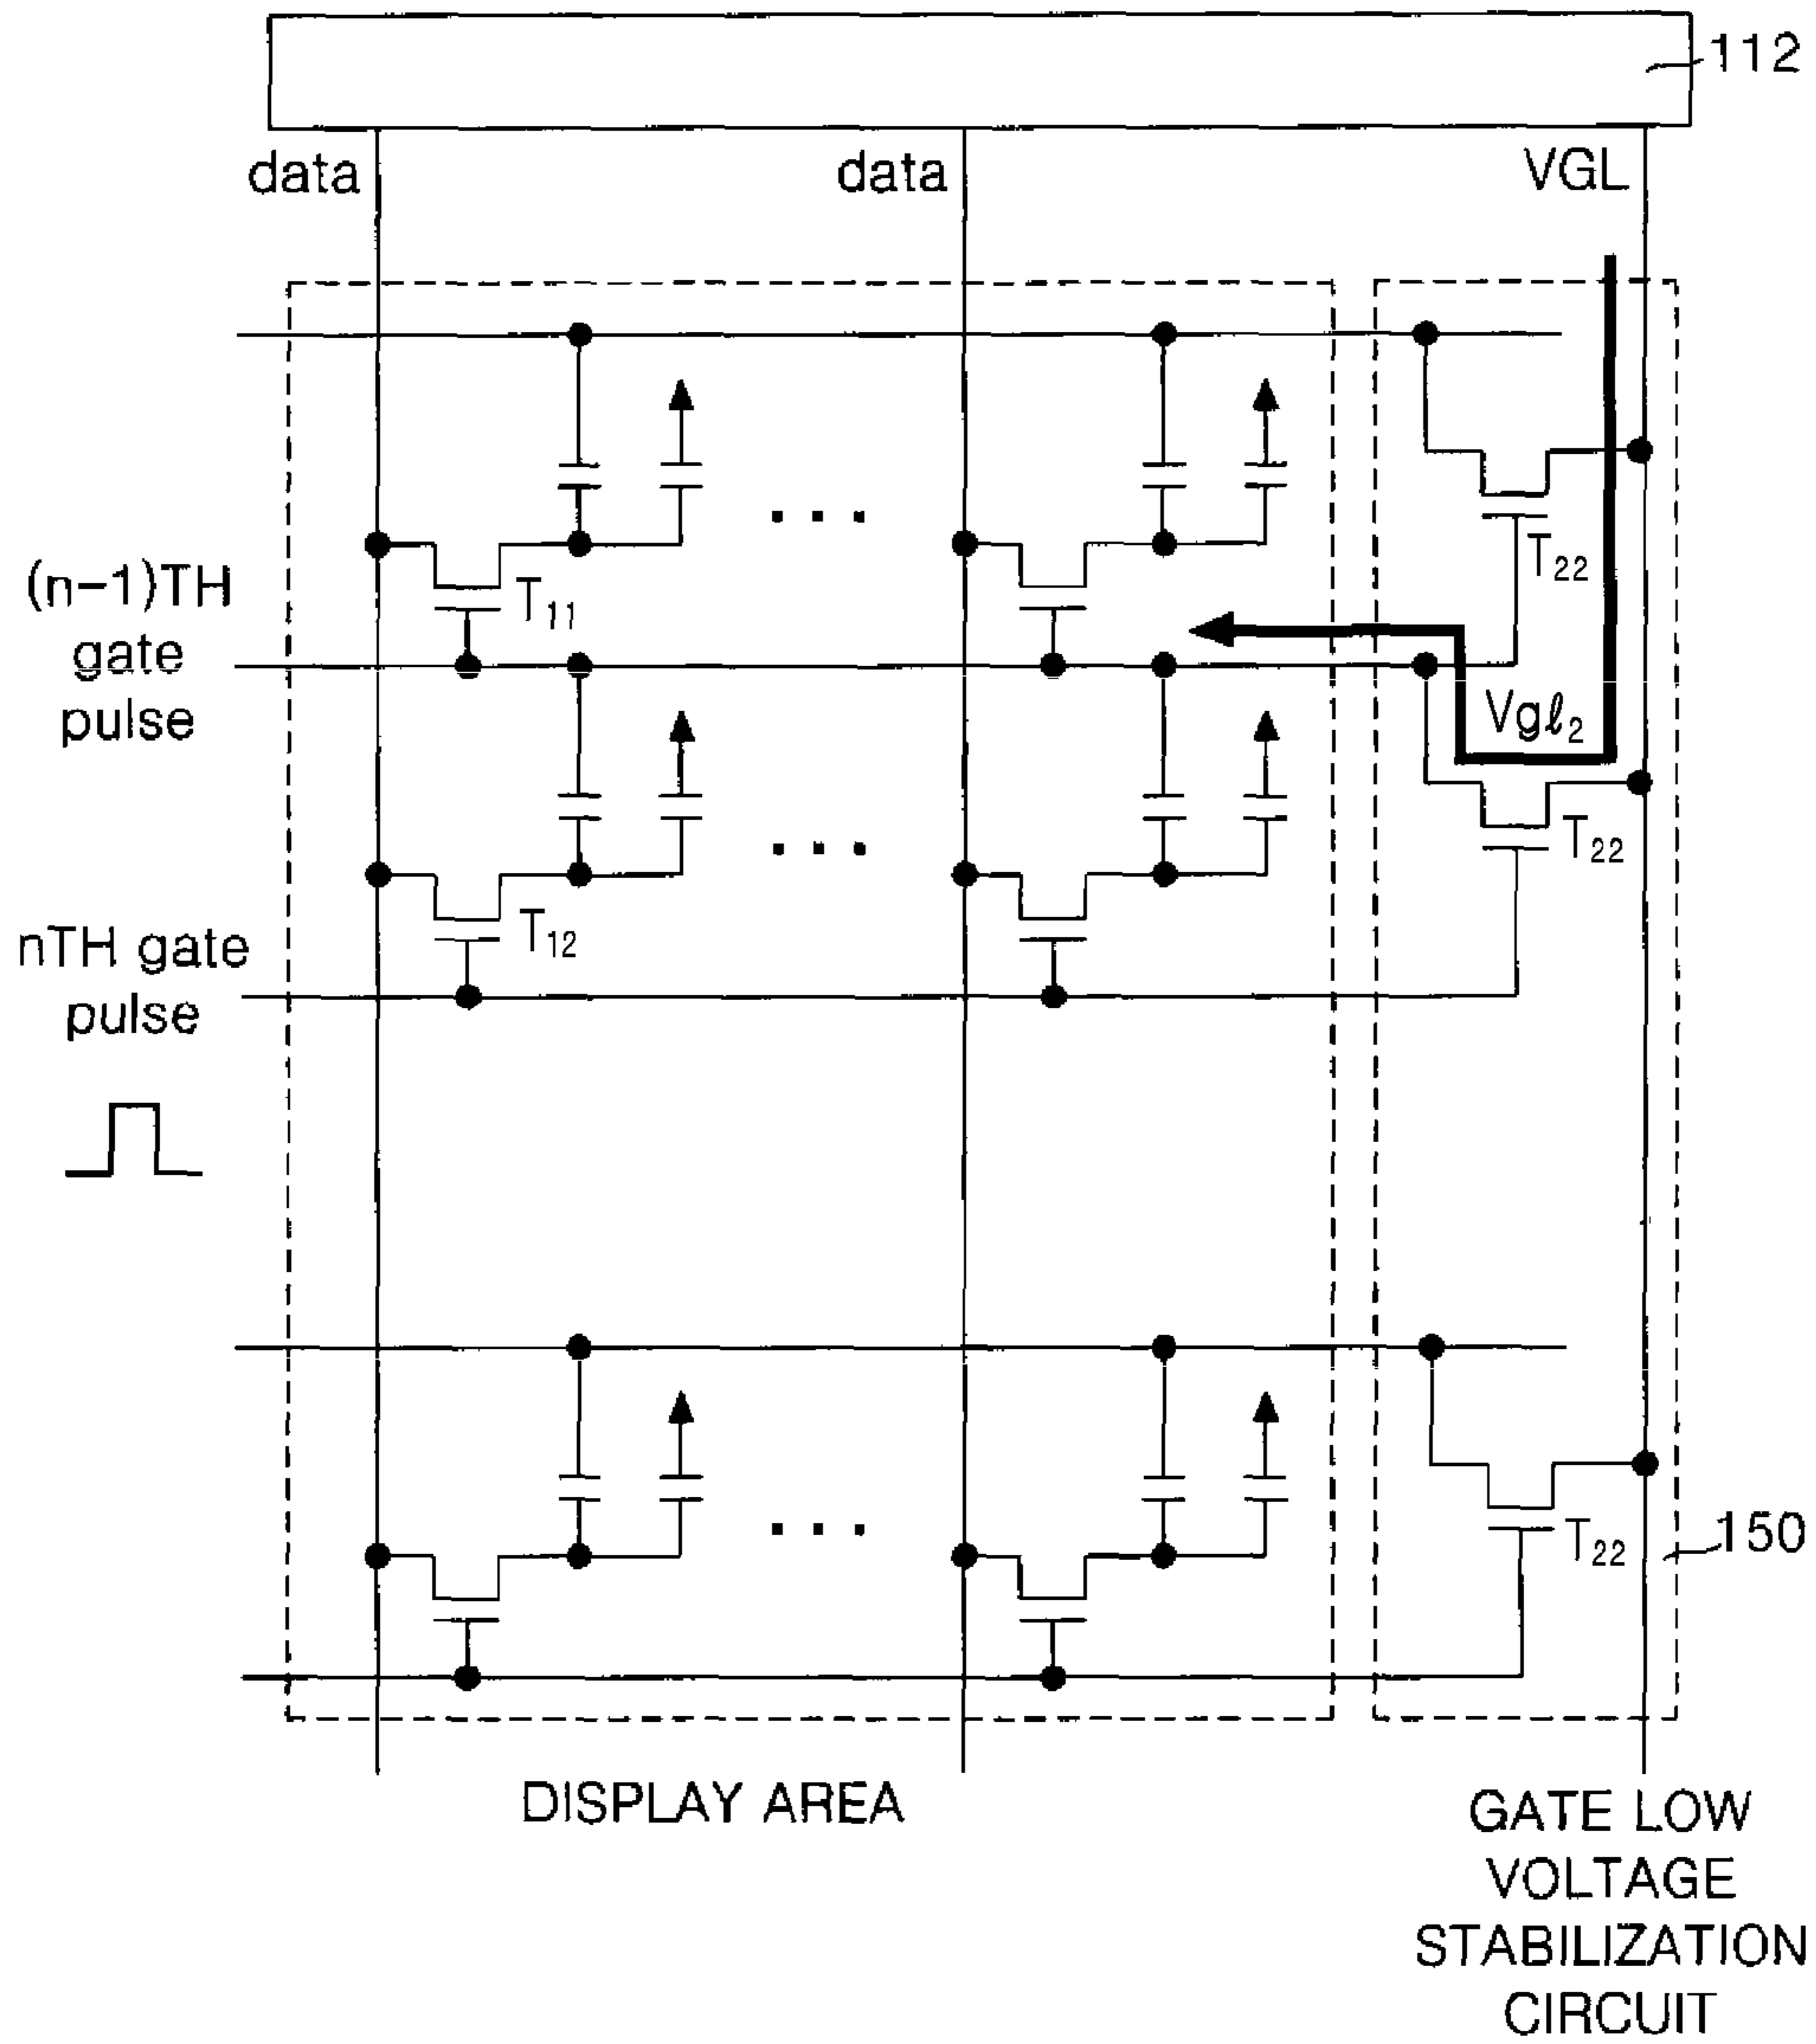 112
data
data
VGL
(n-1)TH
gate
pulse
T₁₁
T₂₂
Vgℓ₂
T₂₂
nTH gate
pulse
T₁₂
T₂₂
150
DISPLAY AREA
GATE LOW
VOLTAGE
STABILIZATION
CIRCUIT